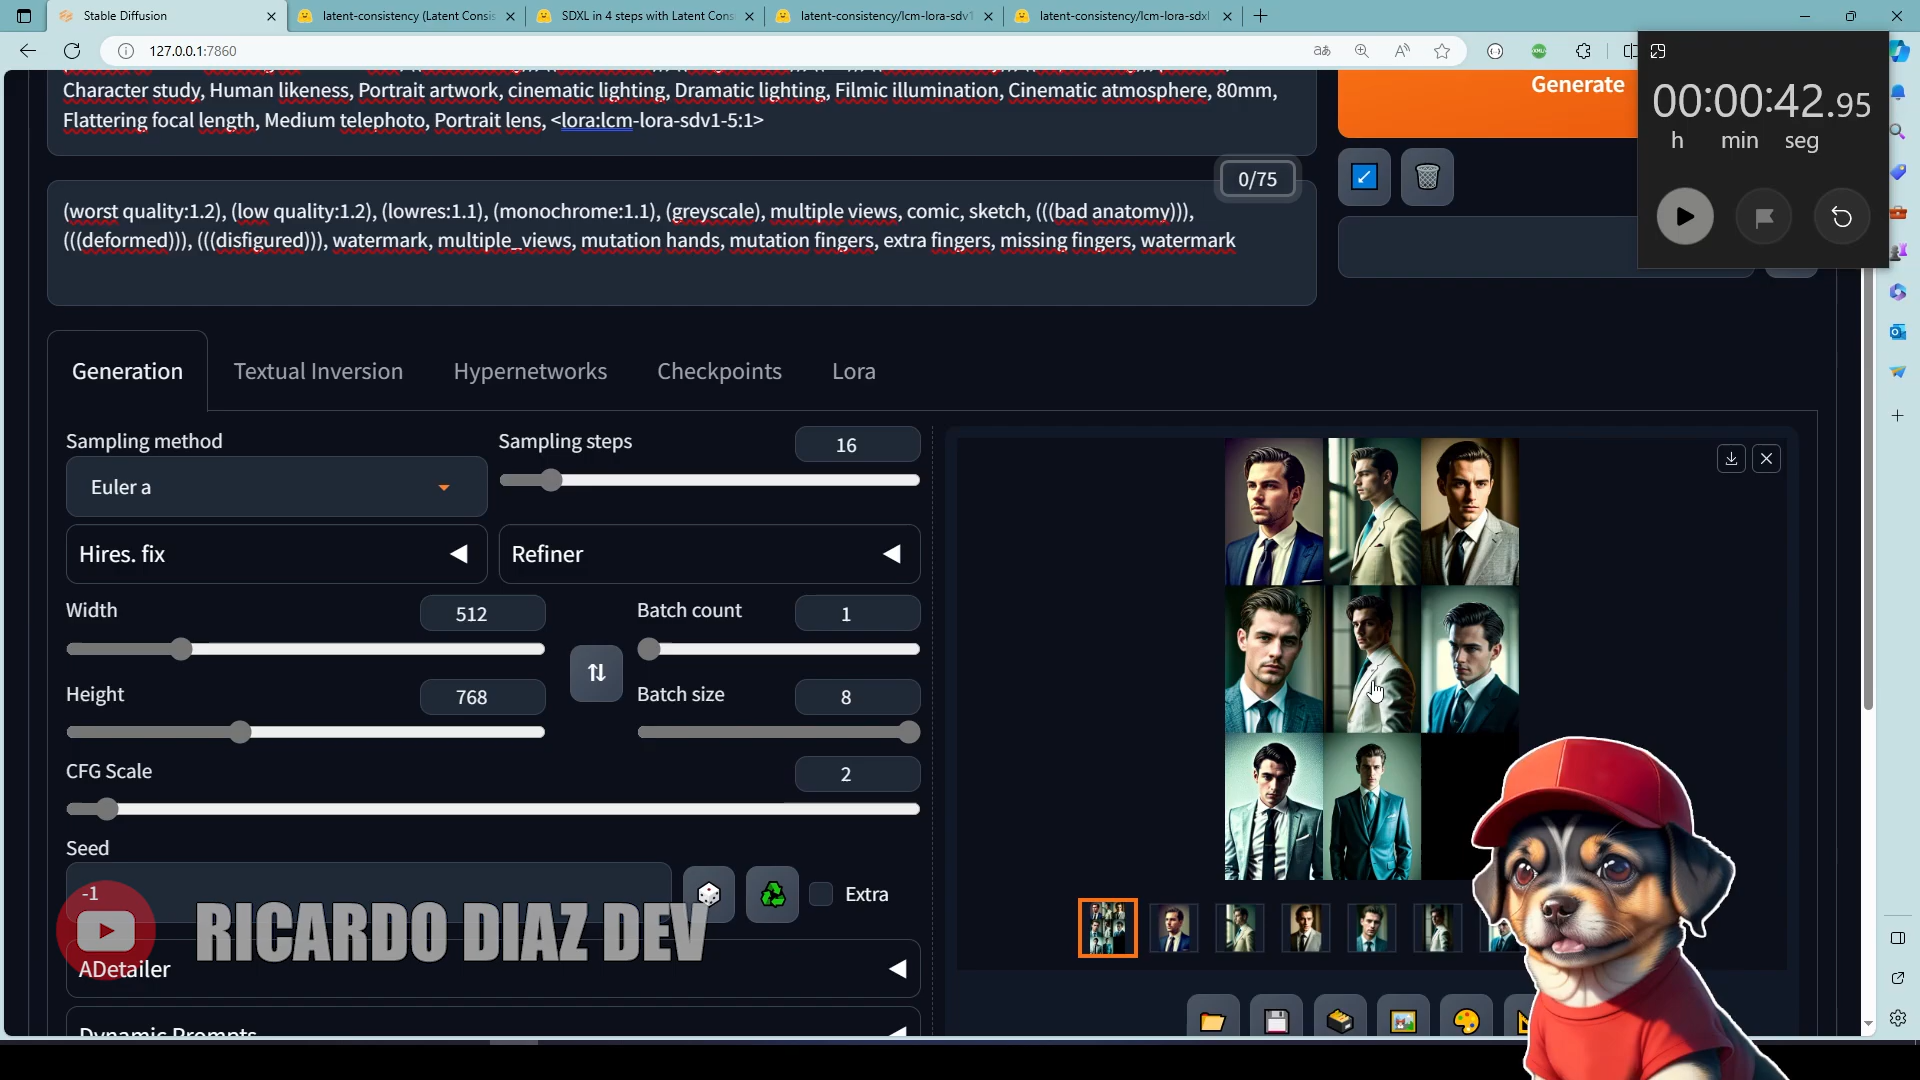 Stable Diffusion
latent-consistency (Latent Consis
SDXL in 4 steps with Latent Con
latent-consistency/lcm-lora-sdv1
latent-consistency/lcm-lora-sdxl
127.0.0.1:7860
Character study, Human likeness, Portrait artwork, cinematic lighting, Dramatic lighting, Filmic illumination, Cinematic atmosphere, 80mm,
Flattering focal length, Medium telephoto, Portrait lens, <lora:lcm-lora-sdv1-5:1>
Generate
00:00:42.95
h min seg
0/75
(worst quality:1.2), (low quality:1.2), (lowres:1.1), (monochrome:1.1), (greyscale), multiple views, comic, sketch, (((bad anatomy))),
(((deformed))), (((disfigured))), watermark, multiple_views, mutation hands, mutation fingers, extra fingers, missing fingers, watermark
Generation
Textual Inversion
Hypernetworks
Checkpoints
Lora
Sampling method
Euler a
Sampling steps
16
Hires. fix
Refiner
Width
512
Batch count
1
Height
768
Batch size
8
CFG Scale
2
Seed
-1
Extra
RICARDO DIAZ DEV
ADetailer
Dynamic Prompts